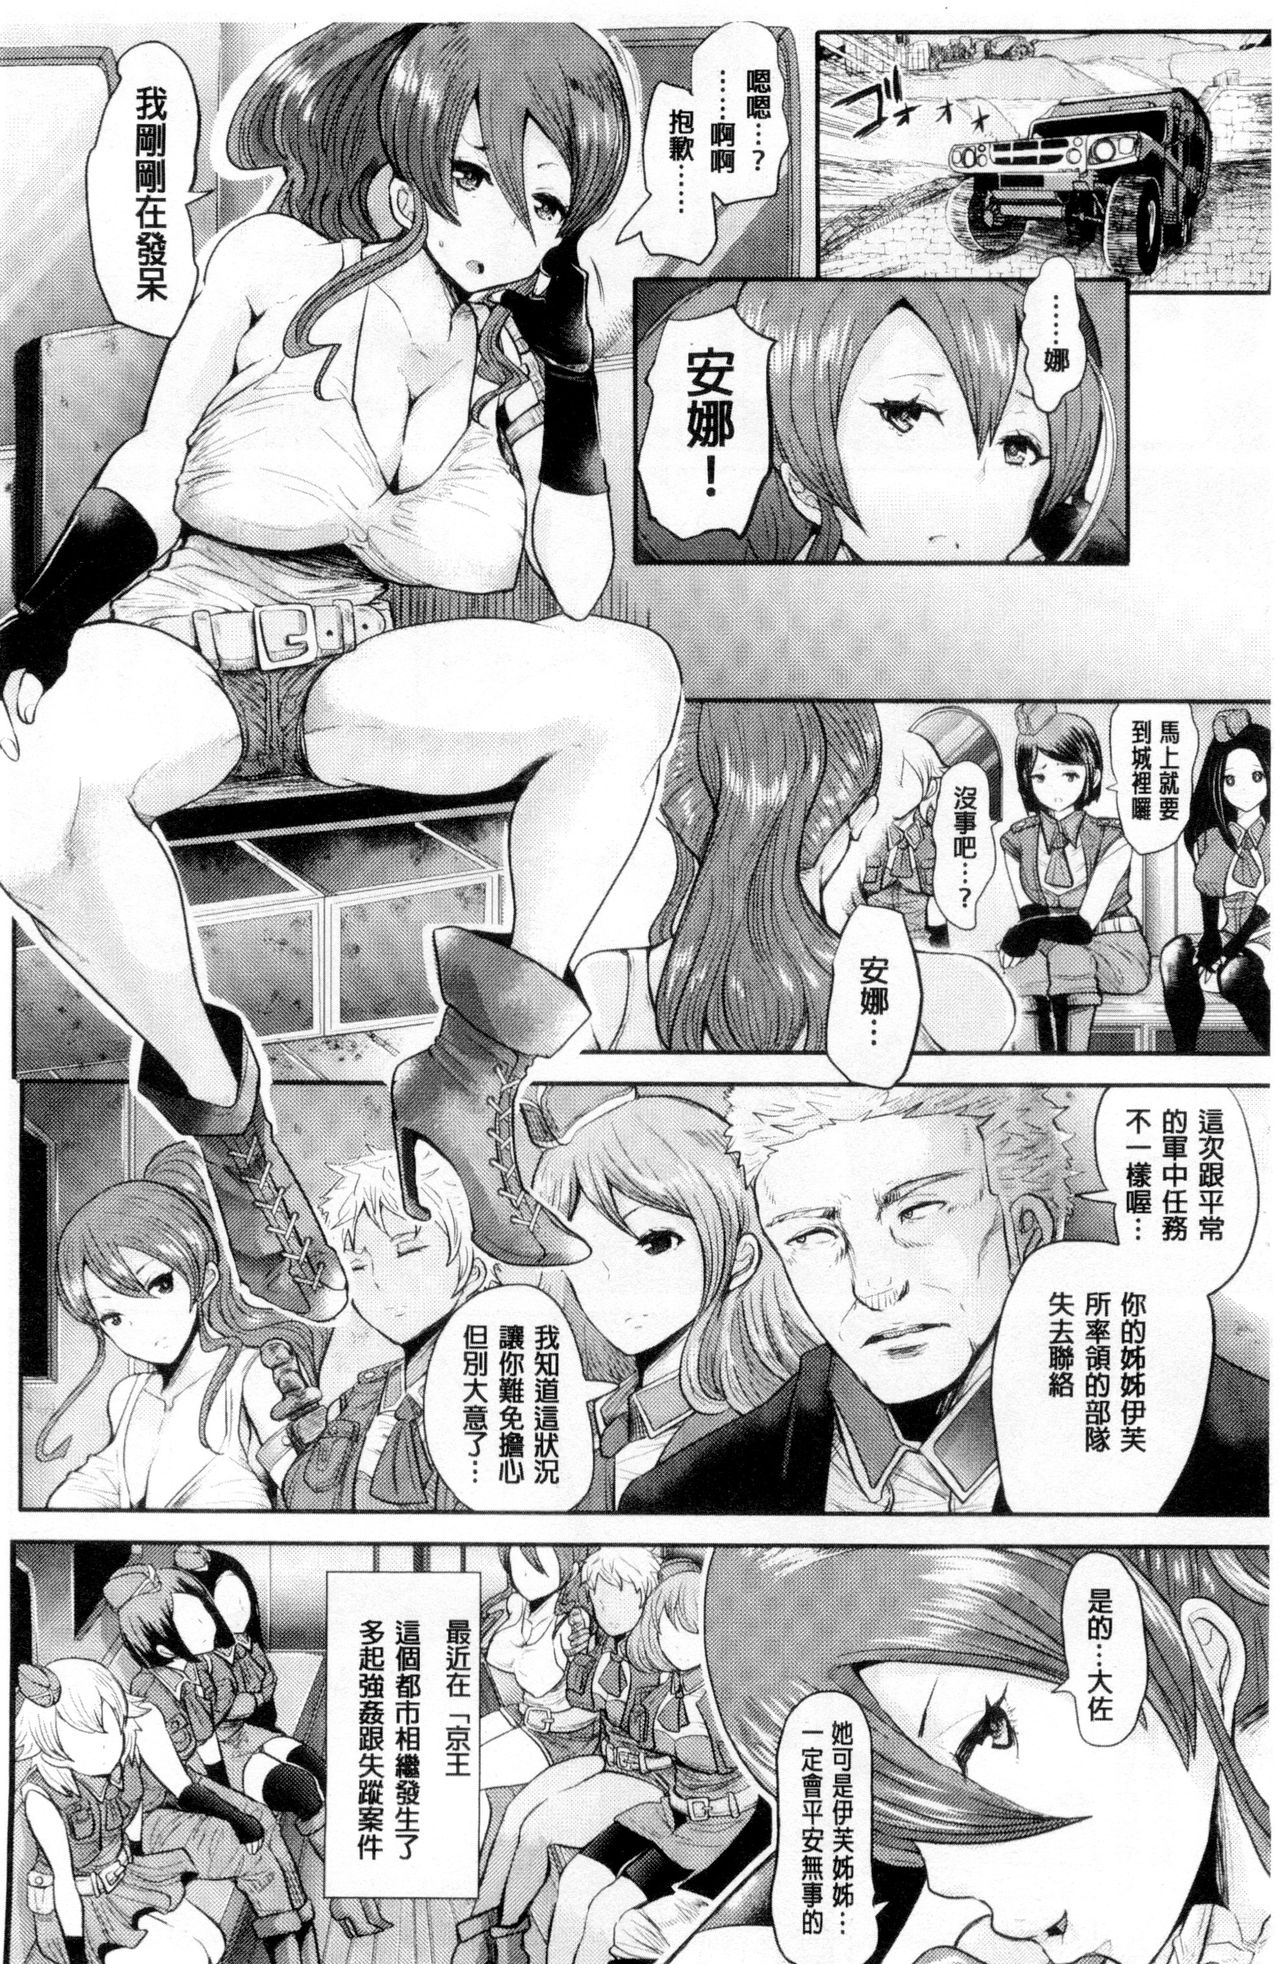 ブォォォ
……娜
安娜！
嗯嗯…？
……啊啊
抱歉……
我剛剛在發呆
馬上就要
到城裡囉
沒事吧…？
安娜…
這次跟平常
的軍中任務
不一樣喔…
你的姊姊伊芙
所率領的部隊
失去聯絡
我知道這狀況
讓你難免擔心
但別大意了…
是的…大佐
她可是伊芙姊姊…
一定會平安無事的
最近在「京王
這個都市相繼發生了
多起強姦跟失蹤案件